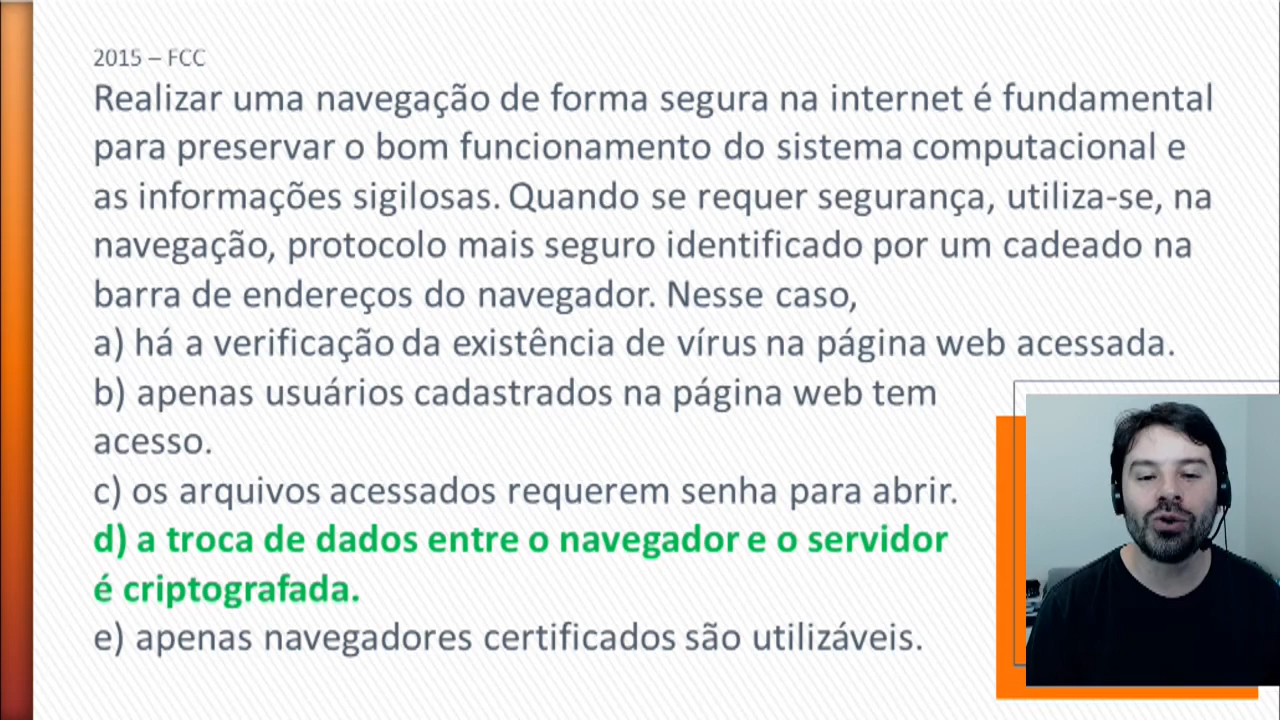 2015 – FCC
Realizar uma navegação de forma segura na internet é fundamental
para preservar o bom funcionamento do sistema computacional e
as informações sigilosas. Quando se requer segurança, utiliza-se, na
navegação, protocolo mais seguro identificado por um cadeado na
barra de endereços do navegador. Nesse caso,
a) há a verificação da existência de vírus na página web acessada.
b) apenas usuários cadastrados na página web tem
acesso.
c) os arquivos acessados requerem senha para abrir.
d) a troca de dados entre o navegador e o servidor
é criptografada.
e) apenas navegadores certificados são utilizáveis.